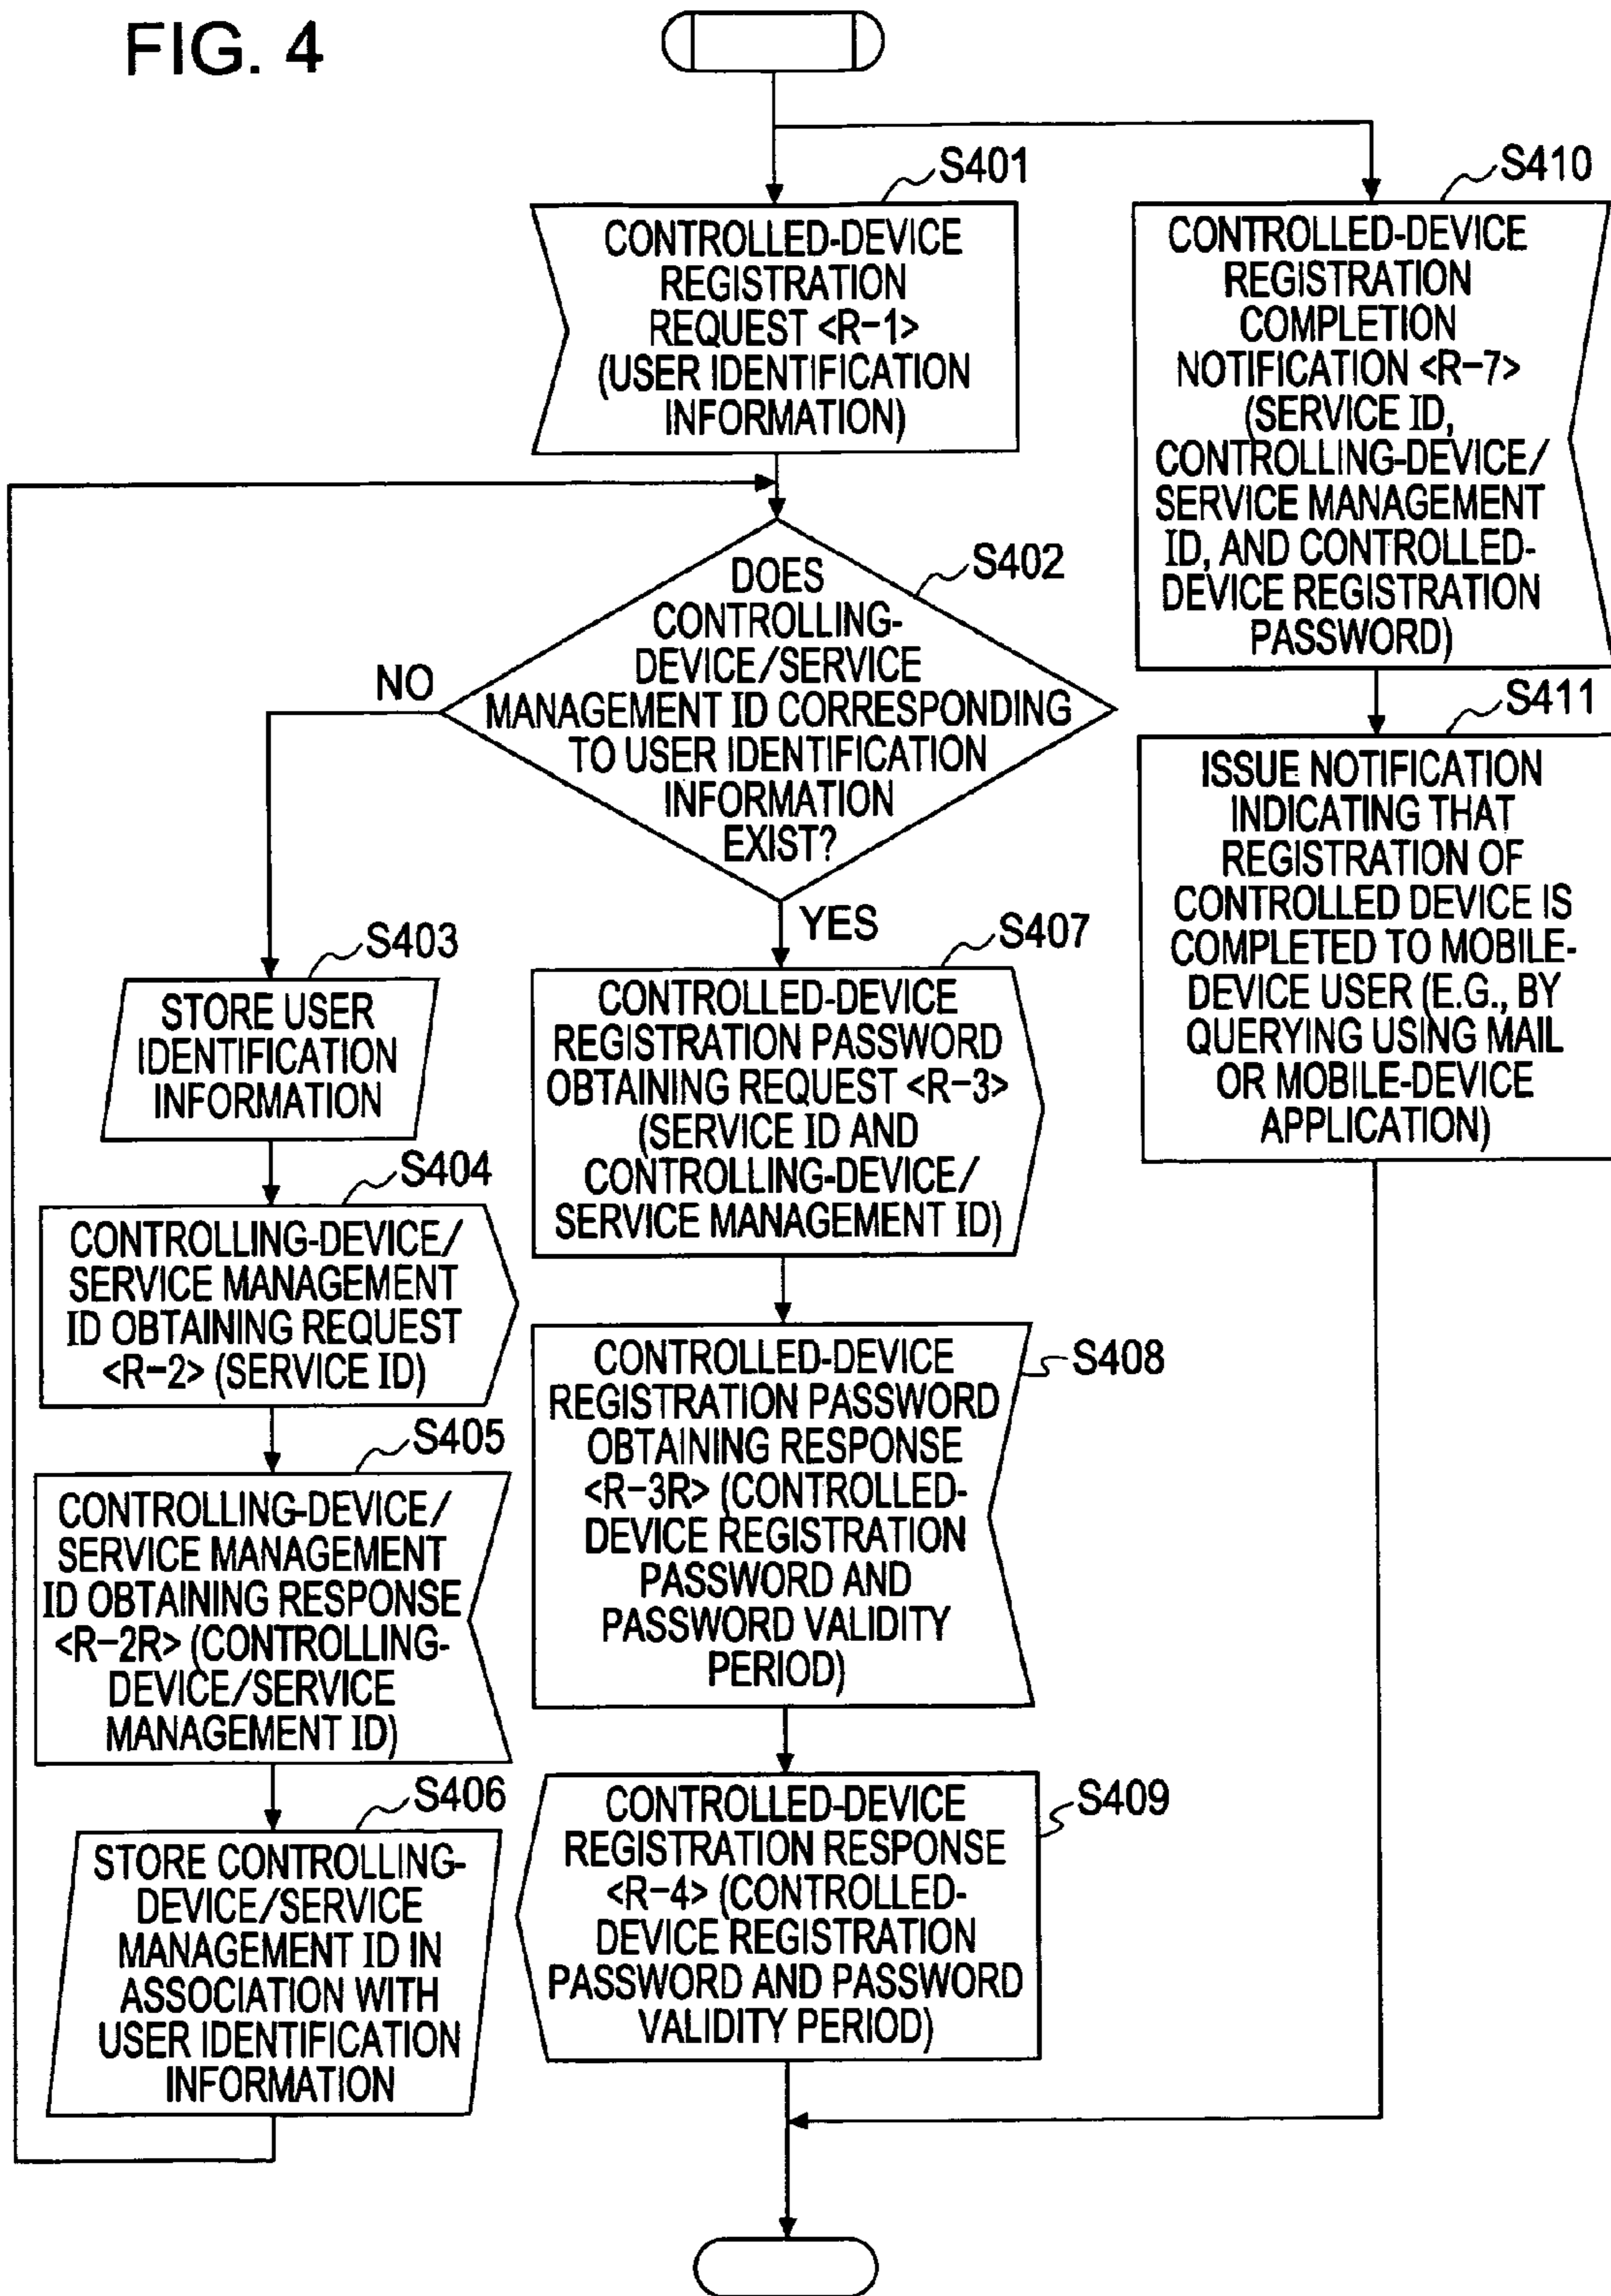 FIG. 4
S401
CONTROLLED-DEVICE
REGISTRATION
REQUEST <R-1>
(USER IDENTIFICATION
INFORMATION)
S402
DOES
CONTROLLING-
DEVICE/SERVICE
MANAGEMENT ID CORRESPONDING
TO USER IDENTIFICATION
INFORMATION
EXIST?
NO
YES
S403
STORE USER
IDENTIFICATION
INFORMATION
S404
CONTROLLING-DEVICE/
SERVICE MANAGEMENT
ID OBTAINING REQUEST
<R-2> (SERVICE ID)
S405
CONTROLLING-DEVICE/
SERVICE MANAGEMENT
ID OBTAINING RESPONSE
<R-2R> (CONTROLLING-
DEVICE/SERVICE
MANAGEMENT ID)
S406
STORE CONTROLLING-
DEVICE/SERVICE
MANAGEMENT ID IN
ASSOCIATION WITH
USER IDENTIFICATION
INFORMATION
S407
CONTROLLED-DEVICE
REGISTRATION PASSWORD
OBTAINING REQUEST <R-3>
(SERVICE ID AND
CONTROLLING-DEVICE/
SERVICE MANAGEMENT ID)
S408
CONTROLLED-DEVICE
REGISTRATION PASSWORD
OBTAINING RESPONSE
<R-3R> (CONTROLLED-
DEVICE REGISTRATION
PASSWORD AND
PASSWORD VALIDITY
PERIOD)
S409
CONTROLLED-DEVICE
REGISTRATION RESPONSE
<R-4> (CONTROLLED-
DEVICE REGISTRATION
PASSWORD AND PASSWORD
VALIDITY PERIOD)
S410
CONTROLLED-DEVICE
REGISTRATION
COMPLETION
NOTIFICATION <R-7>
(SERVICE ID,
CONTROLLING-DEVICE/
SERVICE MANAGEMENT
ID, AND CONTROLLED-
DEVICE REGISTRATION
PASSWORD)
S411
ISSUE NOTIFICATION
INDICATING THAT
REGISTRATION OF
CONTROLLED DEVICE IS
COMPLETED TO MOBILE-
DEVICE USER (E.G., BY
QUERYING USING MAIL
OR MOBILE-DEVICE
APPLICATION)